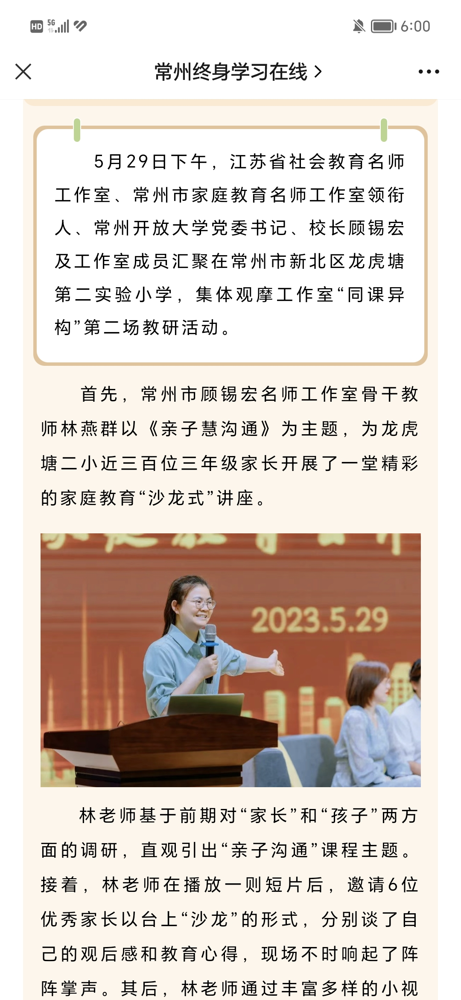 HD 5G 6:00
常州终身学习在线
5月29日下午，江苏省社会教育名师
工作室、常州市家庭教育名师工作室领衔
人、常州开放大学党委书记、校长顾锡宏
及工作室成员汇聚在常州市新北区龙虎塘
第二实验小学，集体观摩工作室“同课异
构”第二场教研活动。
首先，常州市顾锡宏名师工作室骨干教
师林燕群以《亲子慧沟通》为主题，为龙虎
塘二小近三百位三年级家长开展了一堂精彩
的家庭教育“沙龙式”讲座。
2023.5.29
林老师基于前期对“家长”和“孩子”两方
面的调研，直观引出“亲子沟通”课程主题。
接着，林老师在播放一则短片后，邀请6位
优秀家长以台上“沙龙”的形式，分别谈了自
己的观后感和教育心得，现场不时响起了阵
阵掌声。其后，林老师通过丰富多样的小视